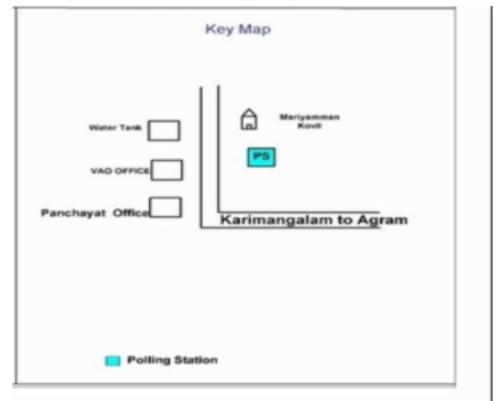 Key Map
Water Tank
Mariyamman
Kovil
PS
VAO OFFICE
Panchayat Office
Karimangalam to Agram
Polling Station